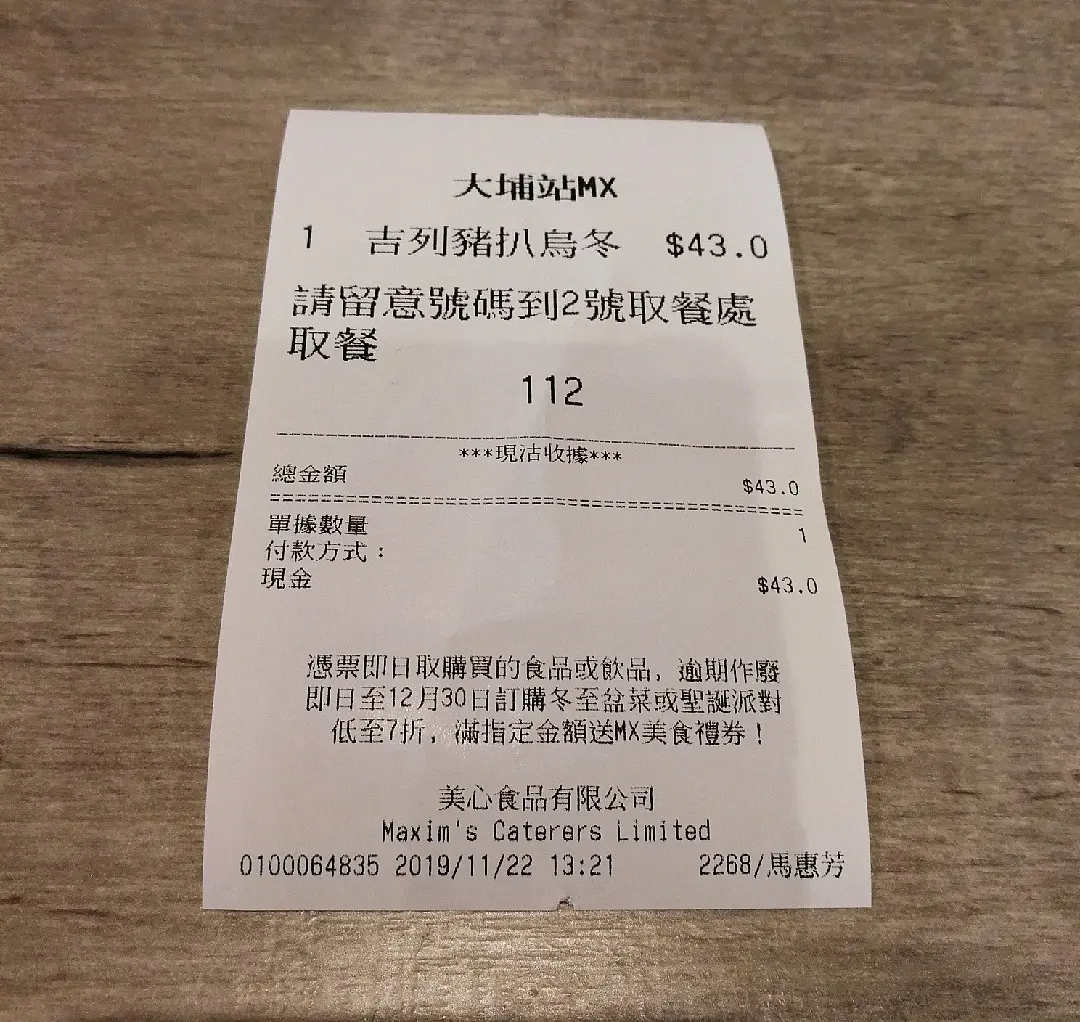 大埔站MX
1 吉列豬扒烏冬 $43.0
請留意號碼到2號取餐處
取餐
112
***現沽收據***
總金額 $43.0
單據數量 1
付款方式：
現金 $43.0
憑票即日取購買的食品或飲品, 逾期作廢
即日至12月30日訂購冬至盆菜或聖誕派對
低至7折, 滿指定金額送MX美食禮券！
美心食品有限公司
Maxim's Caterers Limited
0100064835 2019/11/22 13:21 2268/馬惠芳